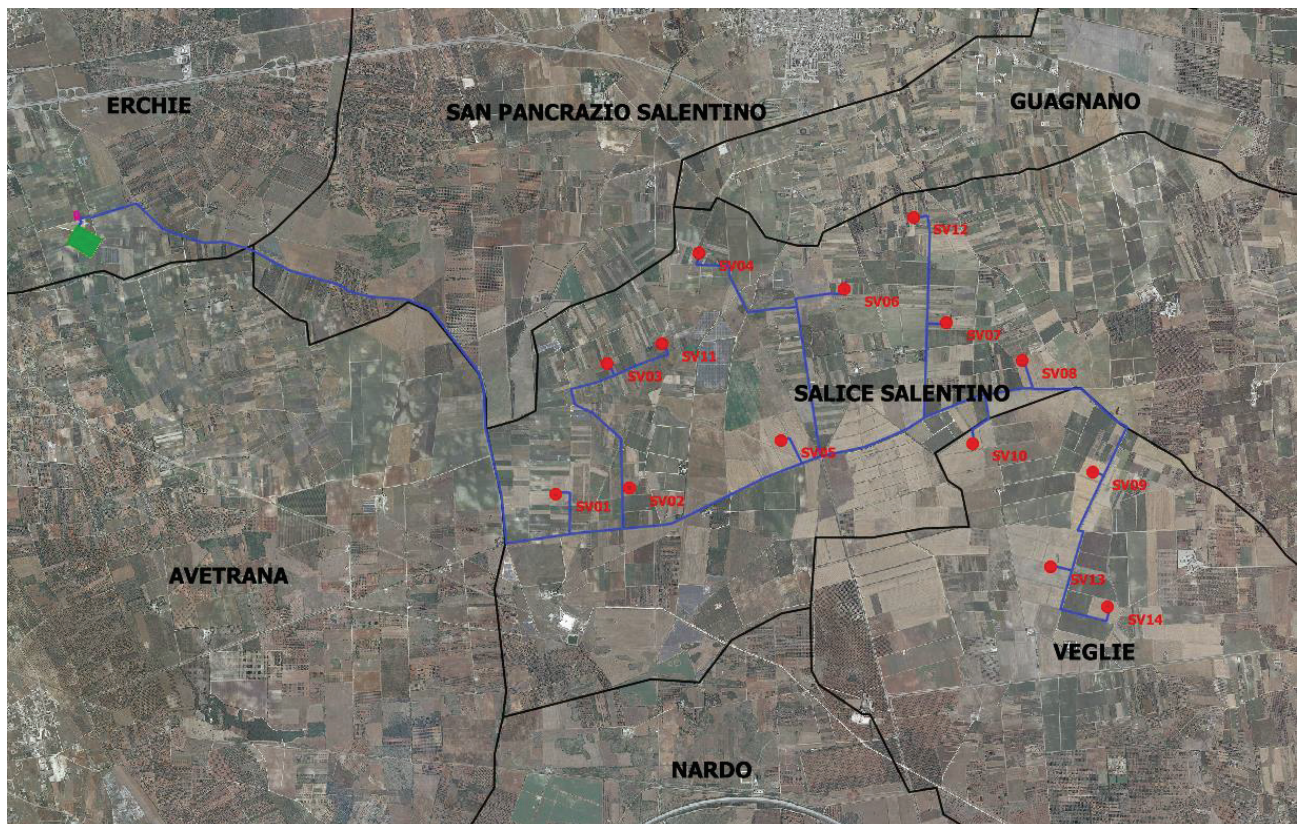 GUAGNANO
ERCHIE
SAN PANCRAZIO SALENTINO
SV12
SV04
SV06
SV07
SV11
SV03
SV08
SALICE SALENTINO
SV05
SV10
SV09
SV01
SV02
AVETRANA
SV13
SV14
VEGLIE
NARDO